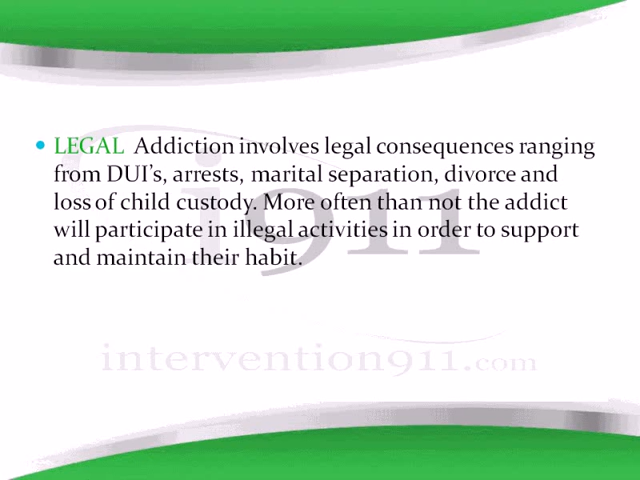 • LEGAL Addiction involves legal consequences ranging
from DUI's, arrests, marital separation, divorce and
loss of child custody. More often than not the addict
will participate in illegal activities in order to support
and maintain their habit.
i911
intervention911.com